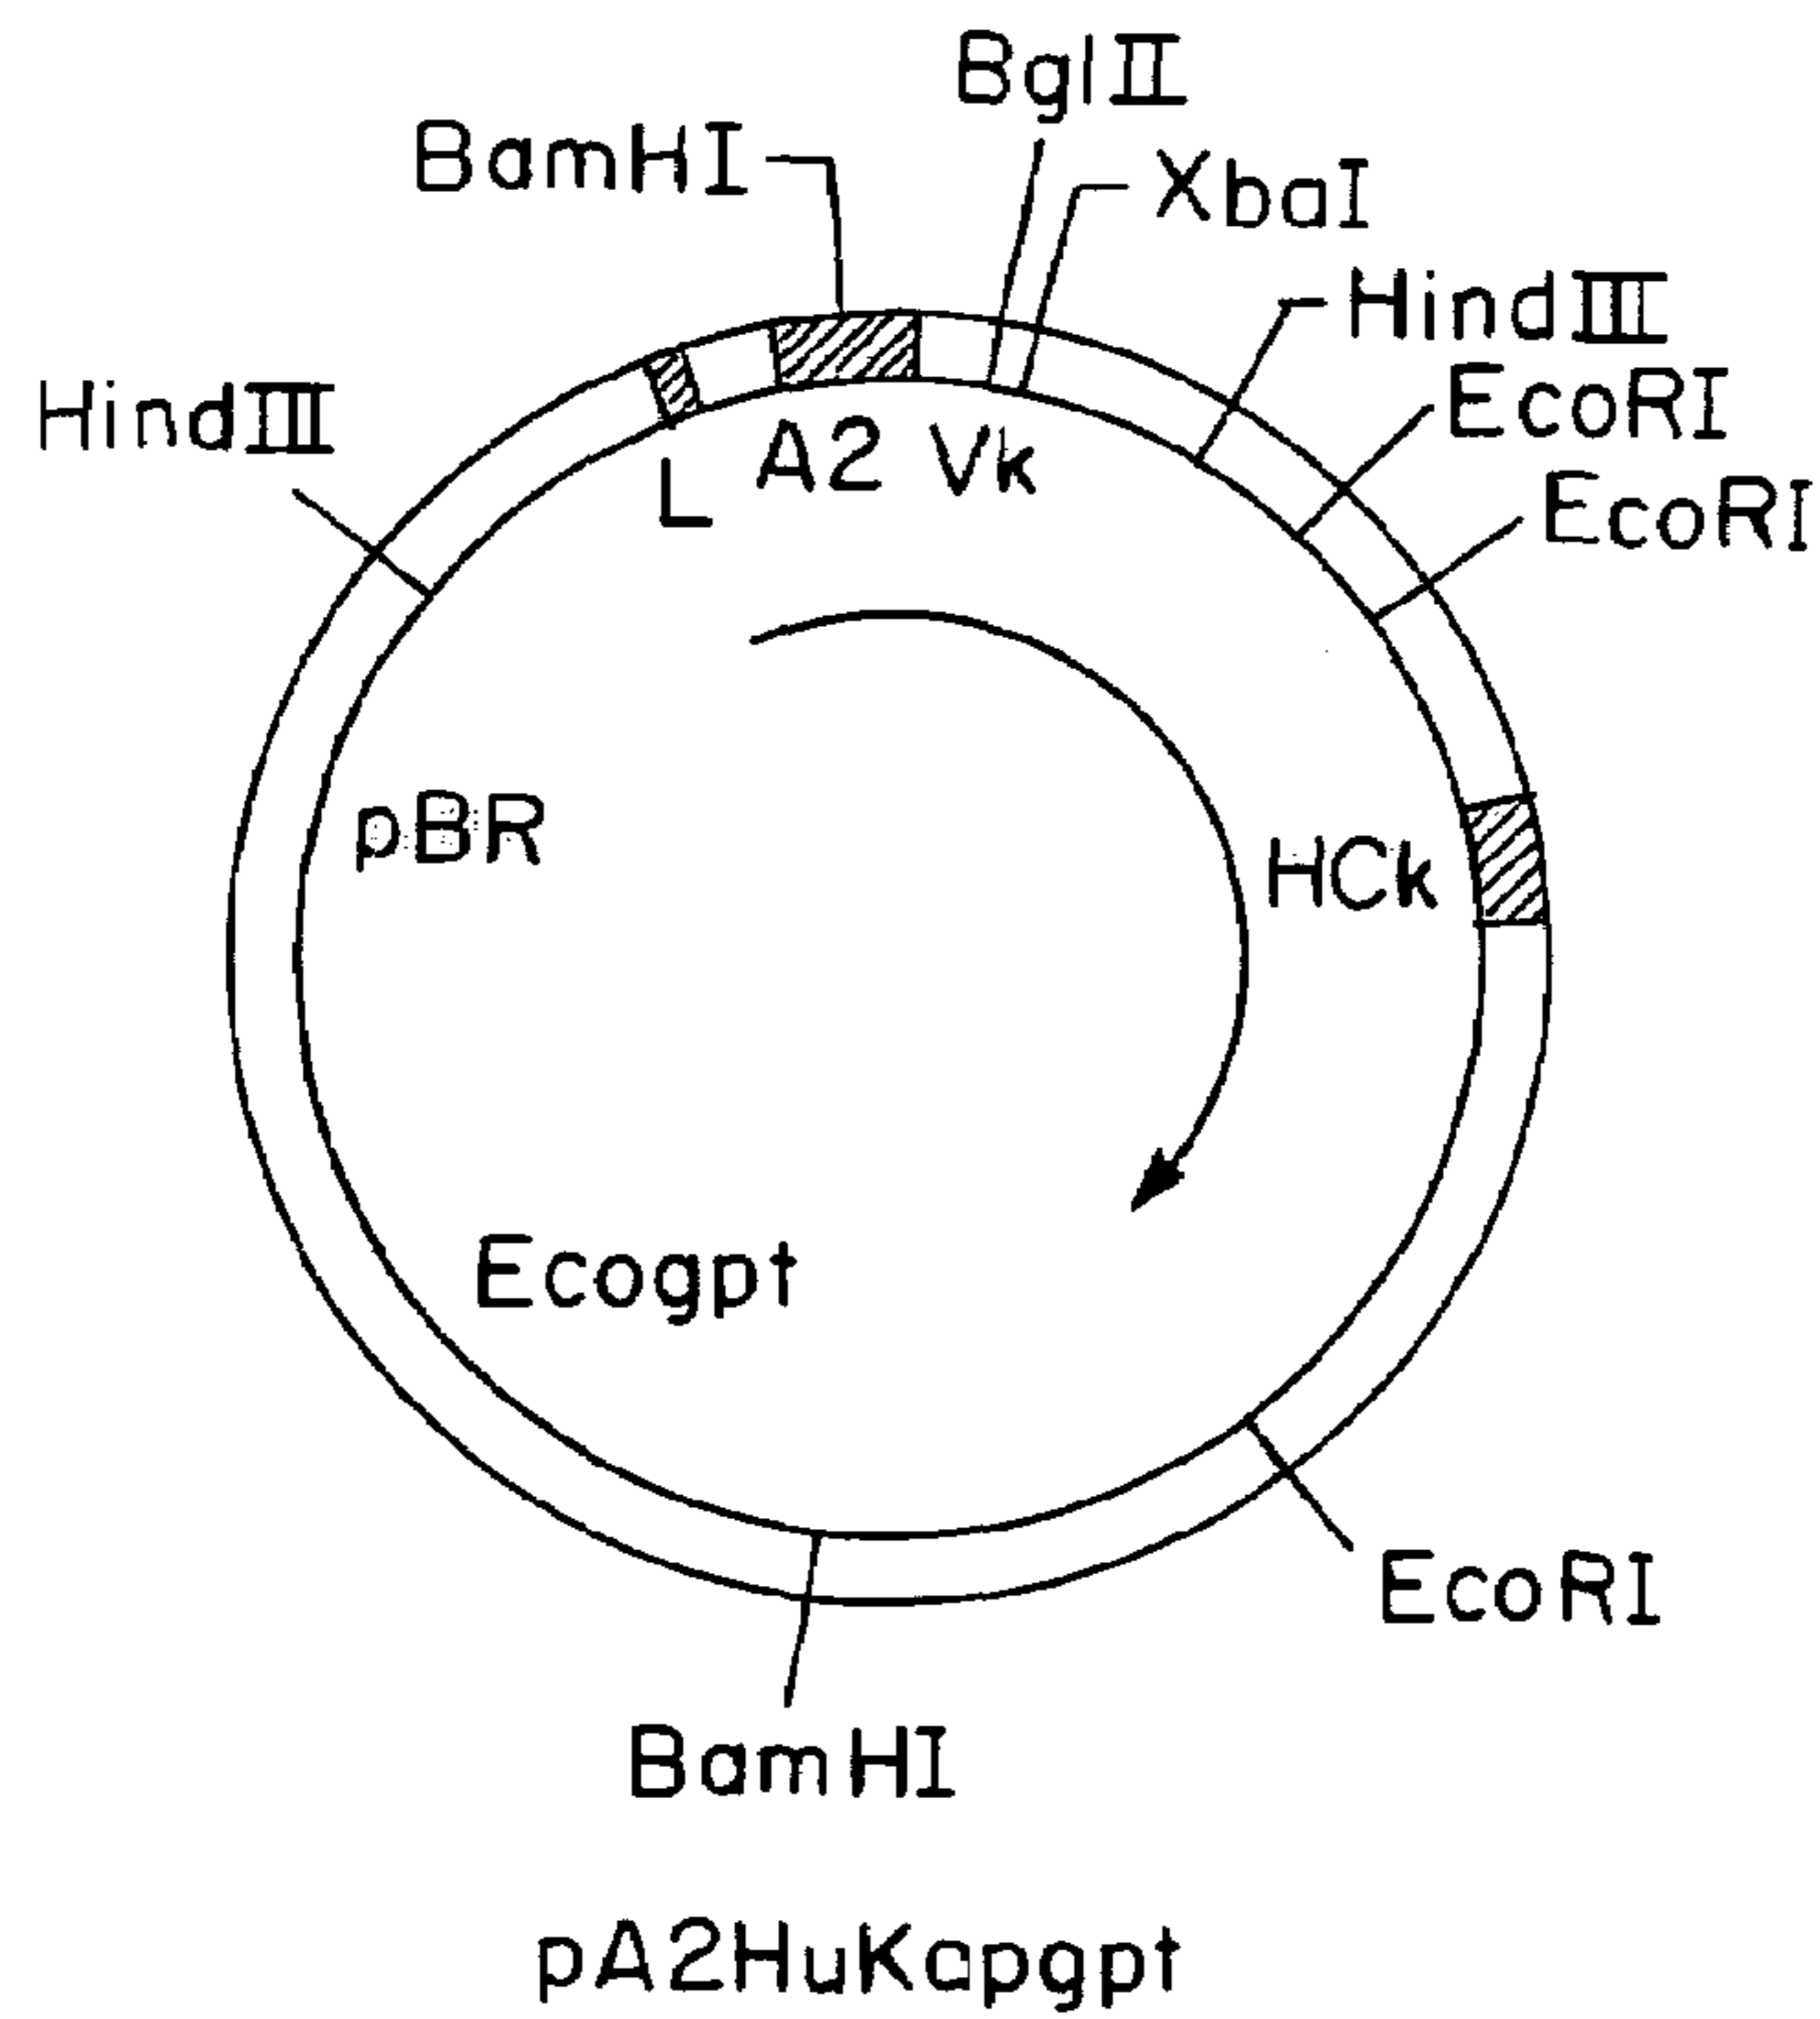 BglII
BamHI
XbaI
HindIII
HindIII
EcoRI
EcoRI
L
A2 Vk
pBR
HCk
Ecogpt
EcoRI
BamHI
pA2HuKapgpt